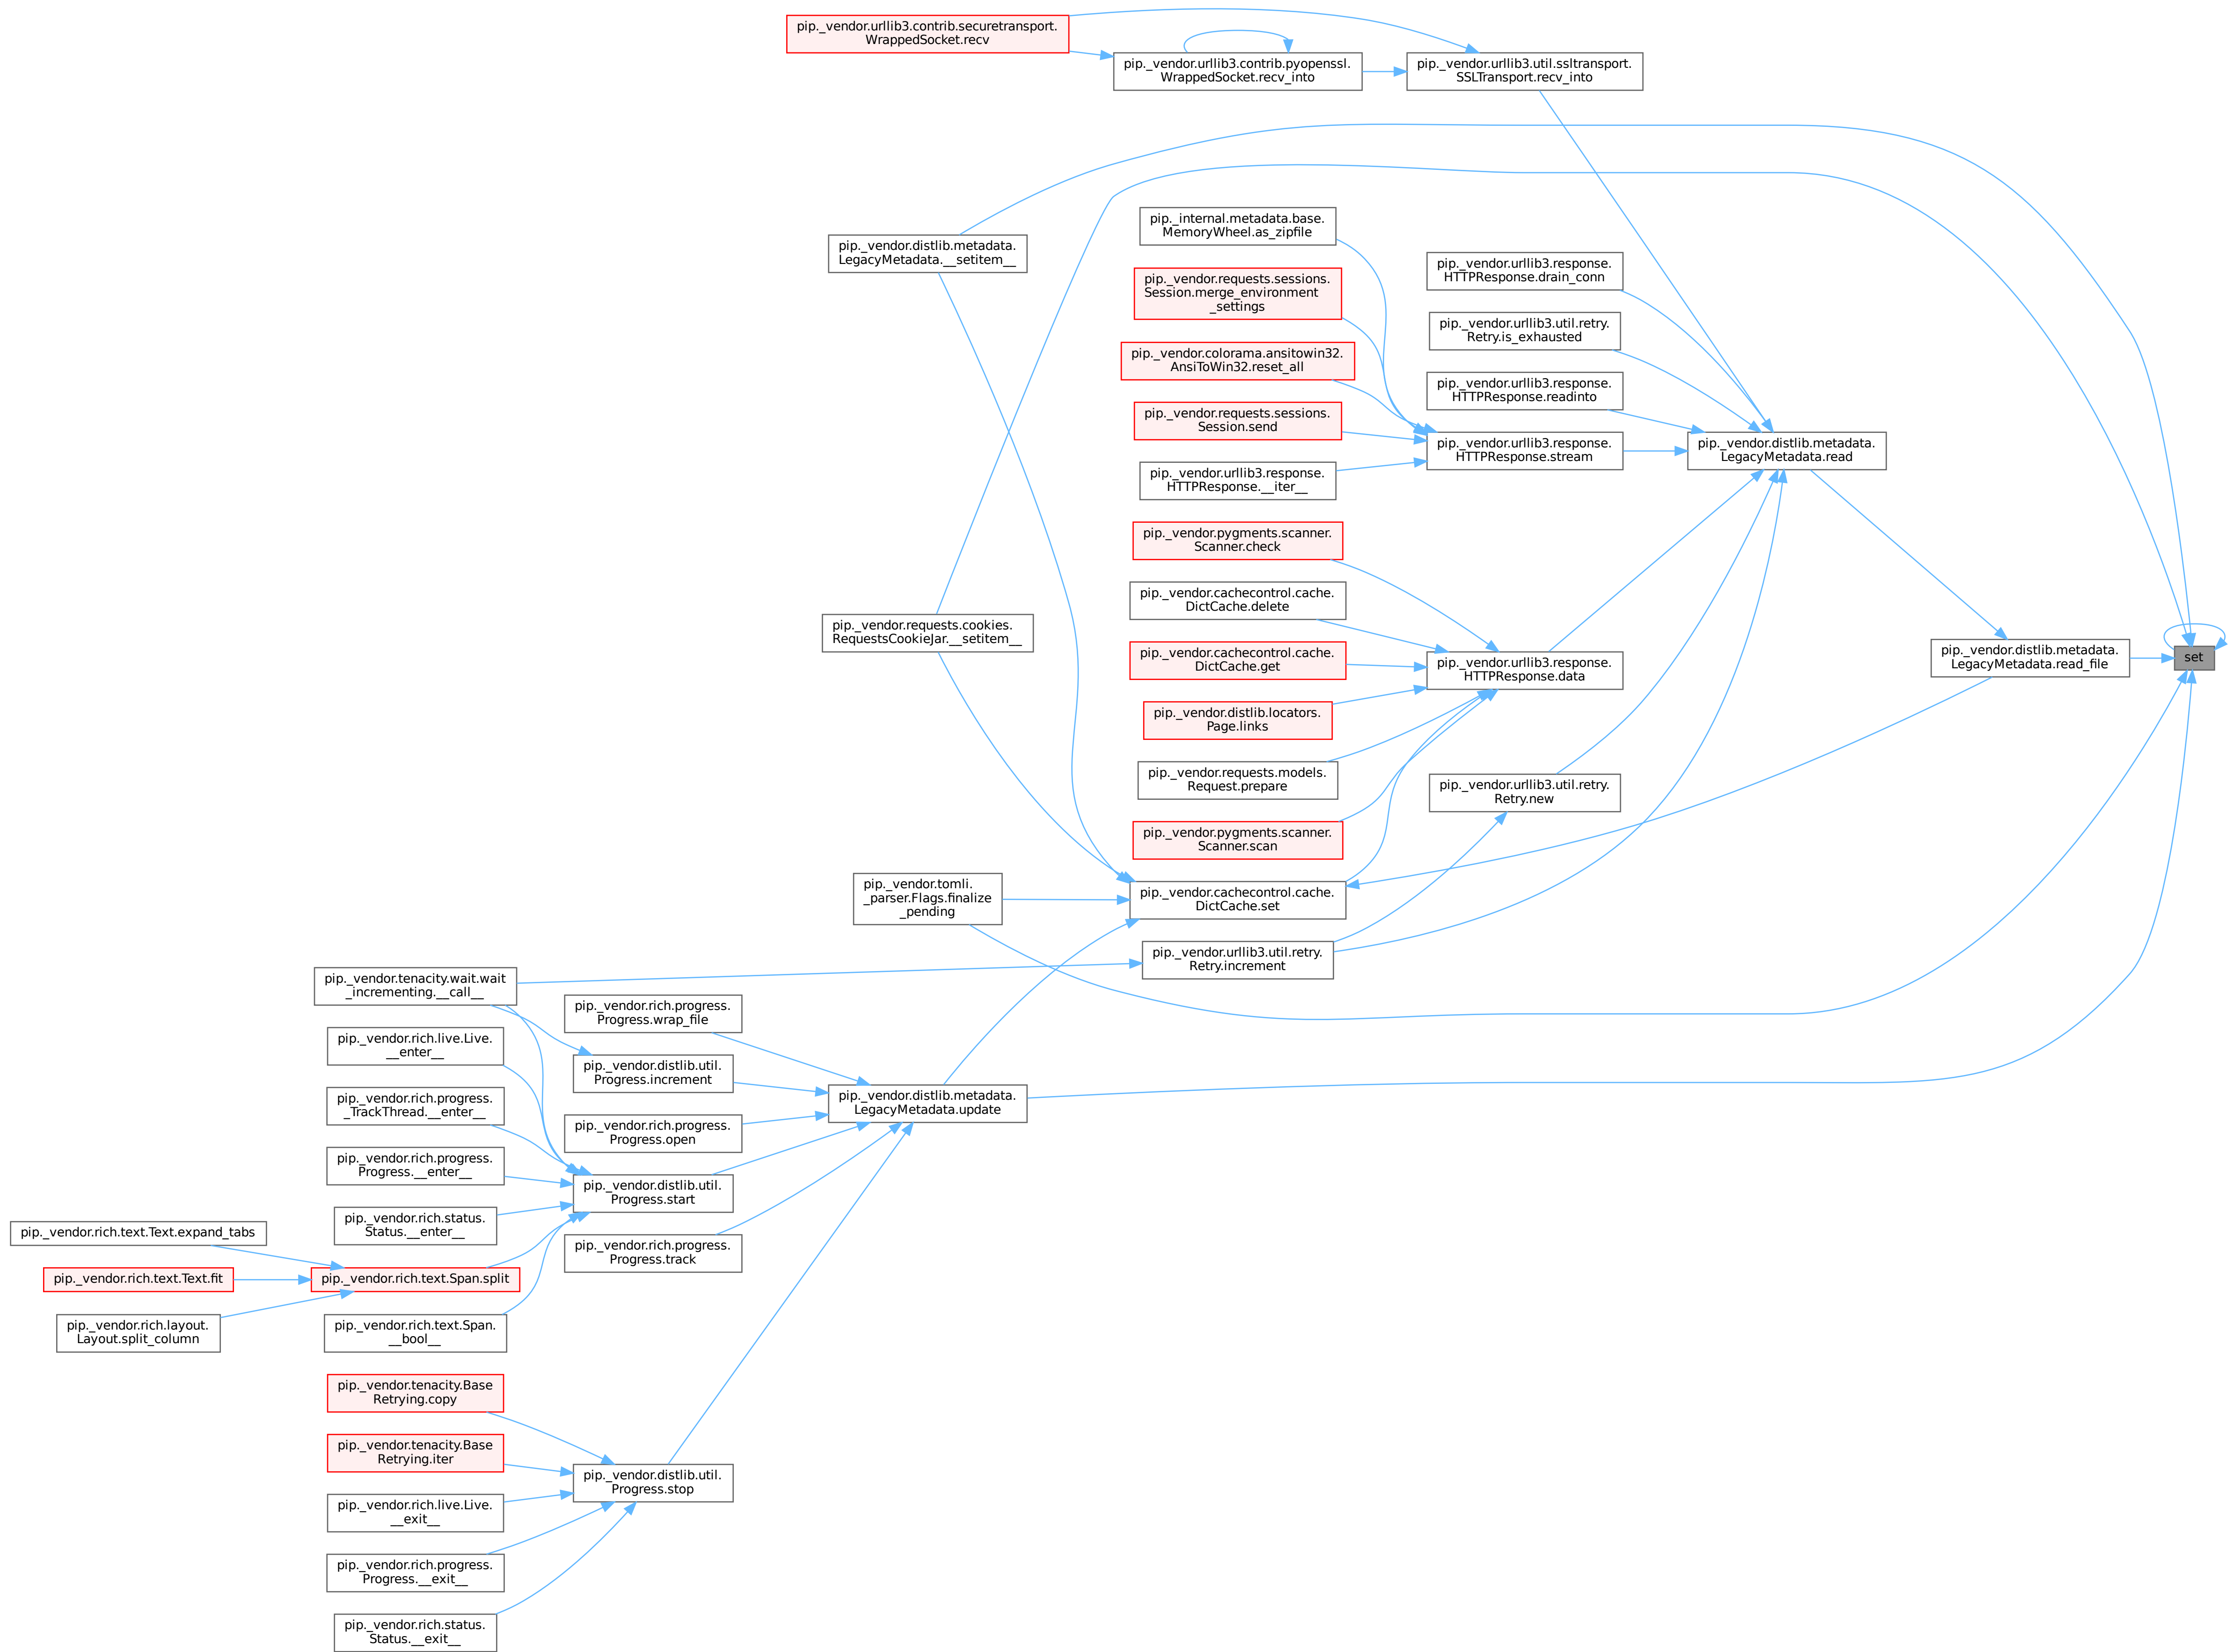 pip._vendor.urllib3.contrib.securetransport.
WrappedSocket.recv
pip._vendor.urllib3.contrib.pyopenssl.
WrappedSocket.recv_into
pip._vendor.urllib3.util.ssltransport.
SSLTransport.recv_into
pip._internal.metadata.base.
MemoryWheel.as_zipfile
pip._vendor.distlib.metadata.
LegacyMetadata.__setitem__
pip._vendor.urllib3.response.
HTTPResponse.drain_conn
pip._vendor.requests.sessions.
Session.merge_environment
_settings
pip._vendor.urllib3.util.retry.
Retry.is_exhausted
pip._vendor.colorama.ansitowin32.
AnsiToWin32.reset_all
pip._vendor.urllib3.response.
HTTPResponse.readinto
pip._vendor.requests.sessions.
Session.send
pip._vendor.urllib3.response.
HTTPResponse.stream
pip._vendor.distlib.metadata.
LegacyMetadata.read
pip._vendor.urllib3.response.
HTTPResponse.__iter__
pip._vendor.pygments.scanner.
Scanner.check
pip._vendor.cachecontrol.cache.
DictCache.delete
pip._vendor.requests.cookies.
RequestsCookieJar.__setitem__
pip._vendor.cachecontrol.cache.
DictCache.get
pip._vendor.urllib3.response.
HTTPResponse.data
pip._vendor.distlib.metadata.
LegacyMetadata.read_file
set
pip._vendor.distlib.locators.
Page.links
pip._vendor.requests.models.
Request.prepare
pip._vendor.urllib3.util.retry.
Retry.new
pip._vendor.pygments.scanner.
Scanner.scan
pip._vendor.tomli.
_parser.Flags.finalize
_pending
pip._vendor.cachecontrol.cache.
DictCache.set
pip._vendor.urllib3.util.retry.
Retry.increment
pip._vendor.tenacity.wait.wait
_incrementing.__call__
pip._vendor.rich.progress.
Progress.wrap_file
pip._vendor.rich.live.Live.
__enter__
pip._vendor.distlib.util.
Progress.increment
pip._vendor.distlib.metadata.
LegacyMetadata.update
pip._vendor.rich.progress.
_TrackThread.__enter__
pip._vendor.rich.progress.
Progress.open
pip._vendor.rich.progress.
Progress.__enter__
pip._vendor.distlib.util.
Progress.start
pip._vendor.rich.status.
Status.__enter__
pip._vendor.rich.text.Text.expand_tabs
pip._vendor.rich.progress.
Progress.track
pip._vendor.rich.text.Text.fit
pip._vendor.rich.text.Span.split
pip._vendor.rich.layout.
Layout.split_column
pip._vendor.rich.text.Span.
__bool__
pip._vendor.tenacity.Base
Retrying.copy
pip._vendor.tenacity.Base
Retrying.iter
pip._vendor.distlib.util.
Progress.stop
pip._vendor.rich.live.Live.
__exit__
pip._vendor.rich.progress.
Progress.__exit__
pip._vendor.rich.status.
Status.__exit__